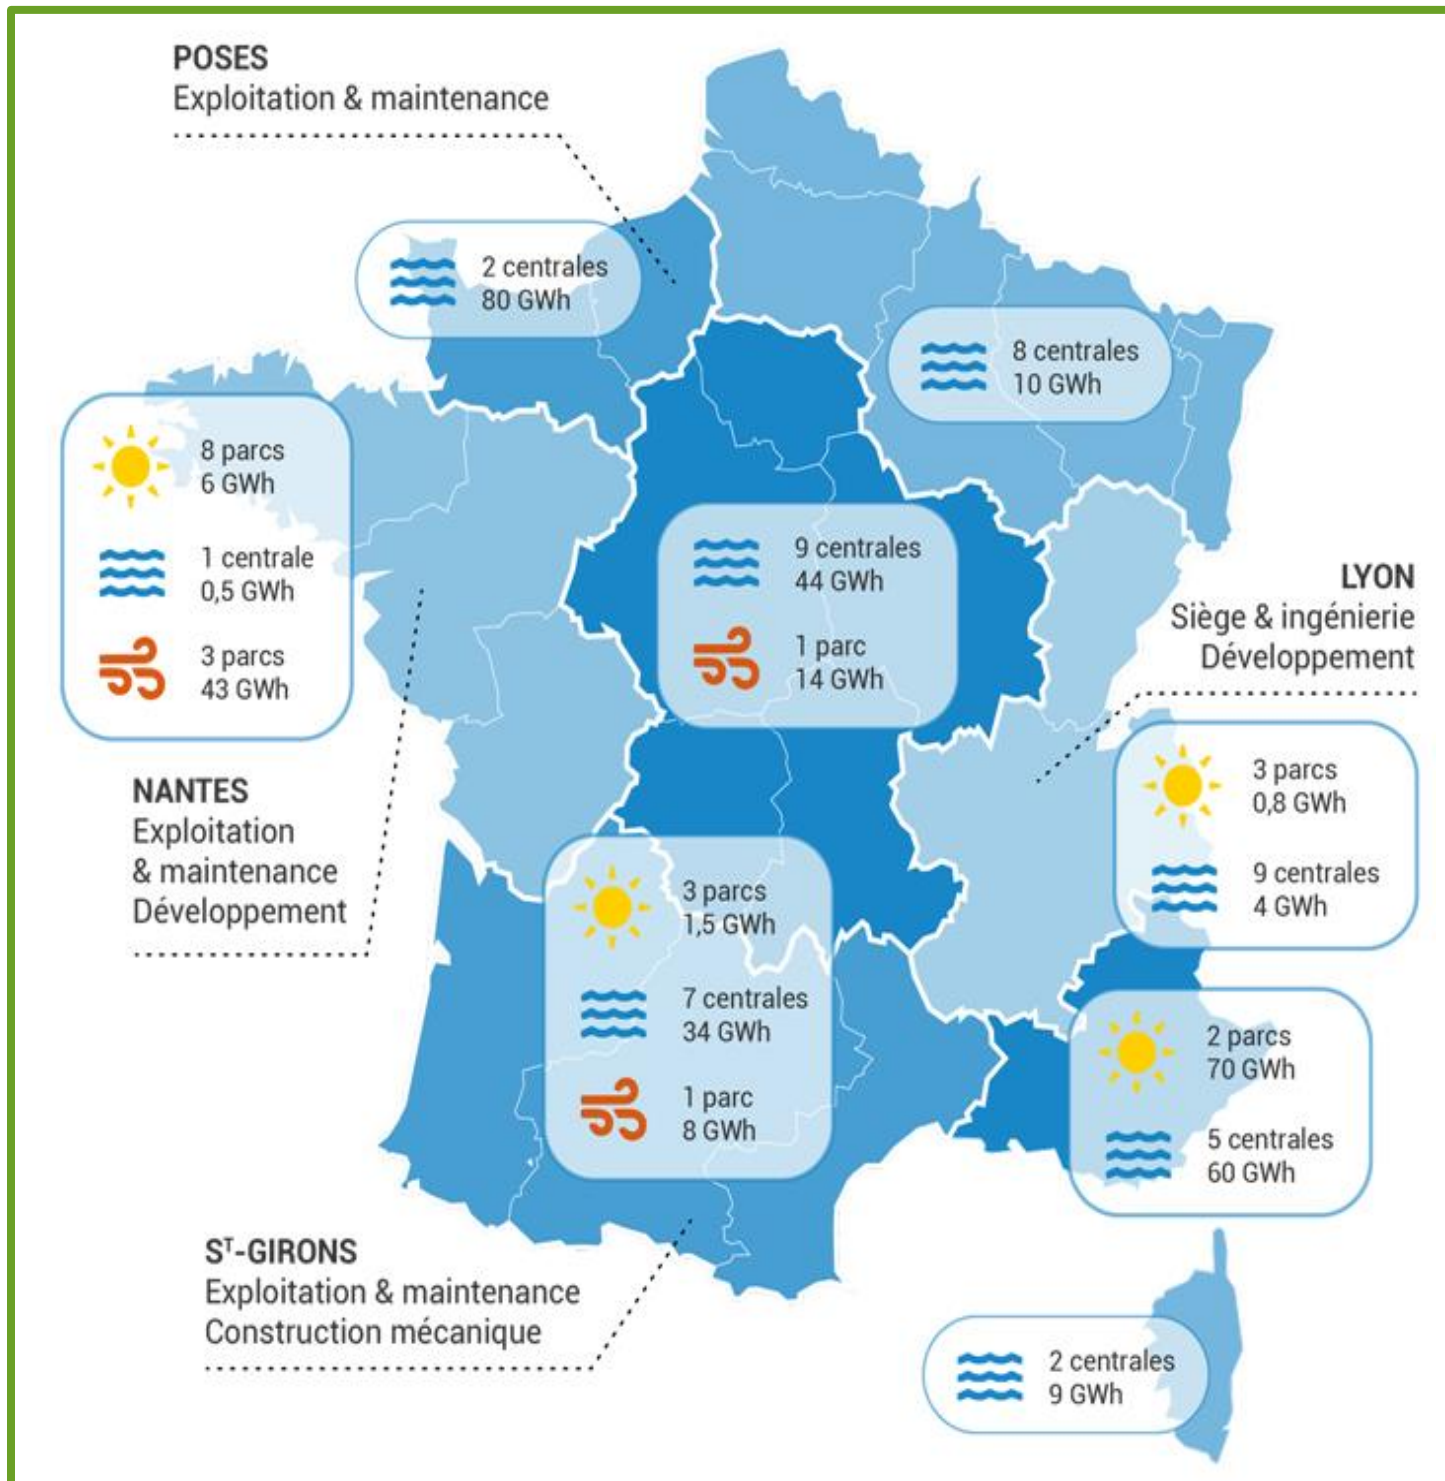 POSES
Exploitation & maintenance
2 centrales
80 GWh
8 centrales
10 GWh
8 parcs
6 GWh
1 centrale
0,5 GWh
3 parcs
43 GWh
9 centrales
44 GWh
1 parc
14 GWh
LYON
Siège & ingénierie
Développement
3 parcs
0,8 GWh
9 centrales
4 GWh
NANTES
Exploitation
& maintenance
Développement
3 parcs
1,5 GWh
7 centrales
34 GWh
1 parc
8 GWh
2 parcs
70 GWh
5 centrales
60 GWh
Sᵀ-GIRONS
Exploitation & maintenance
Construction mécanique
2 centrales
9 GWh